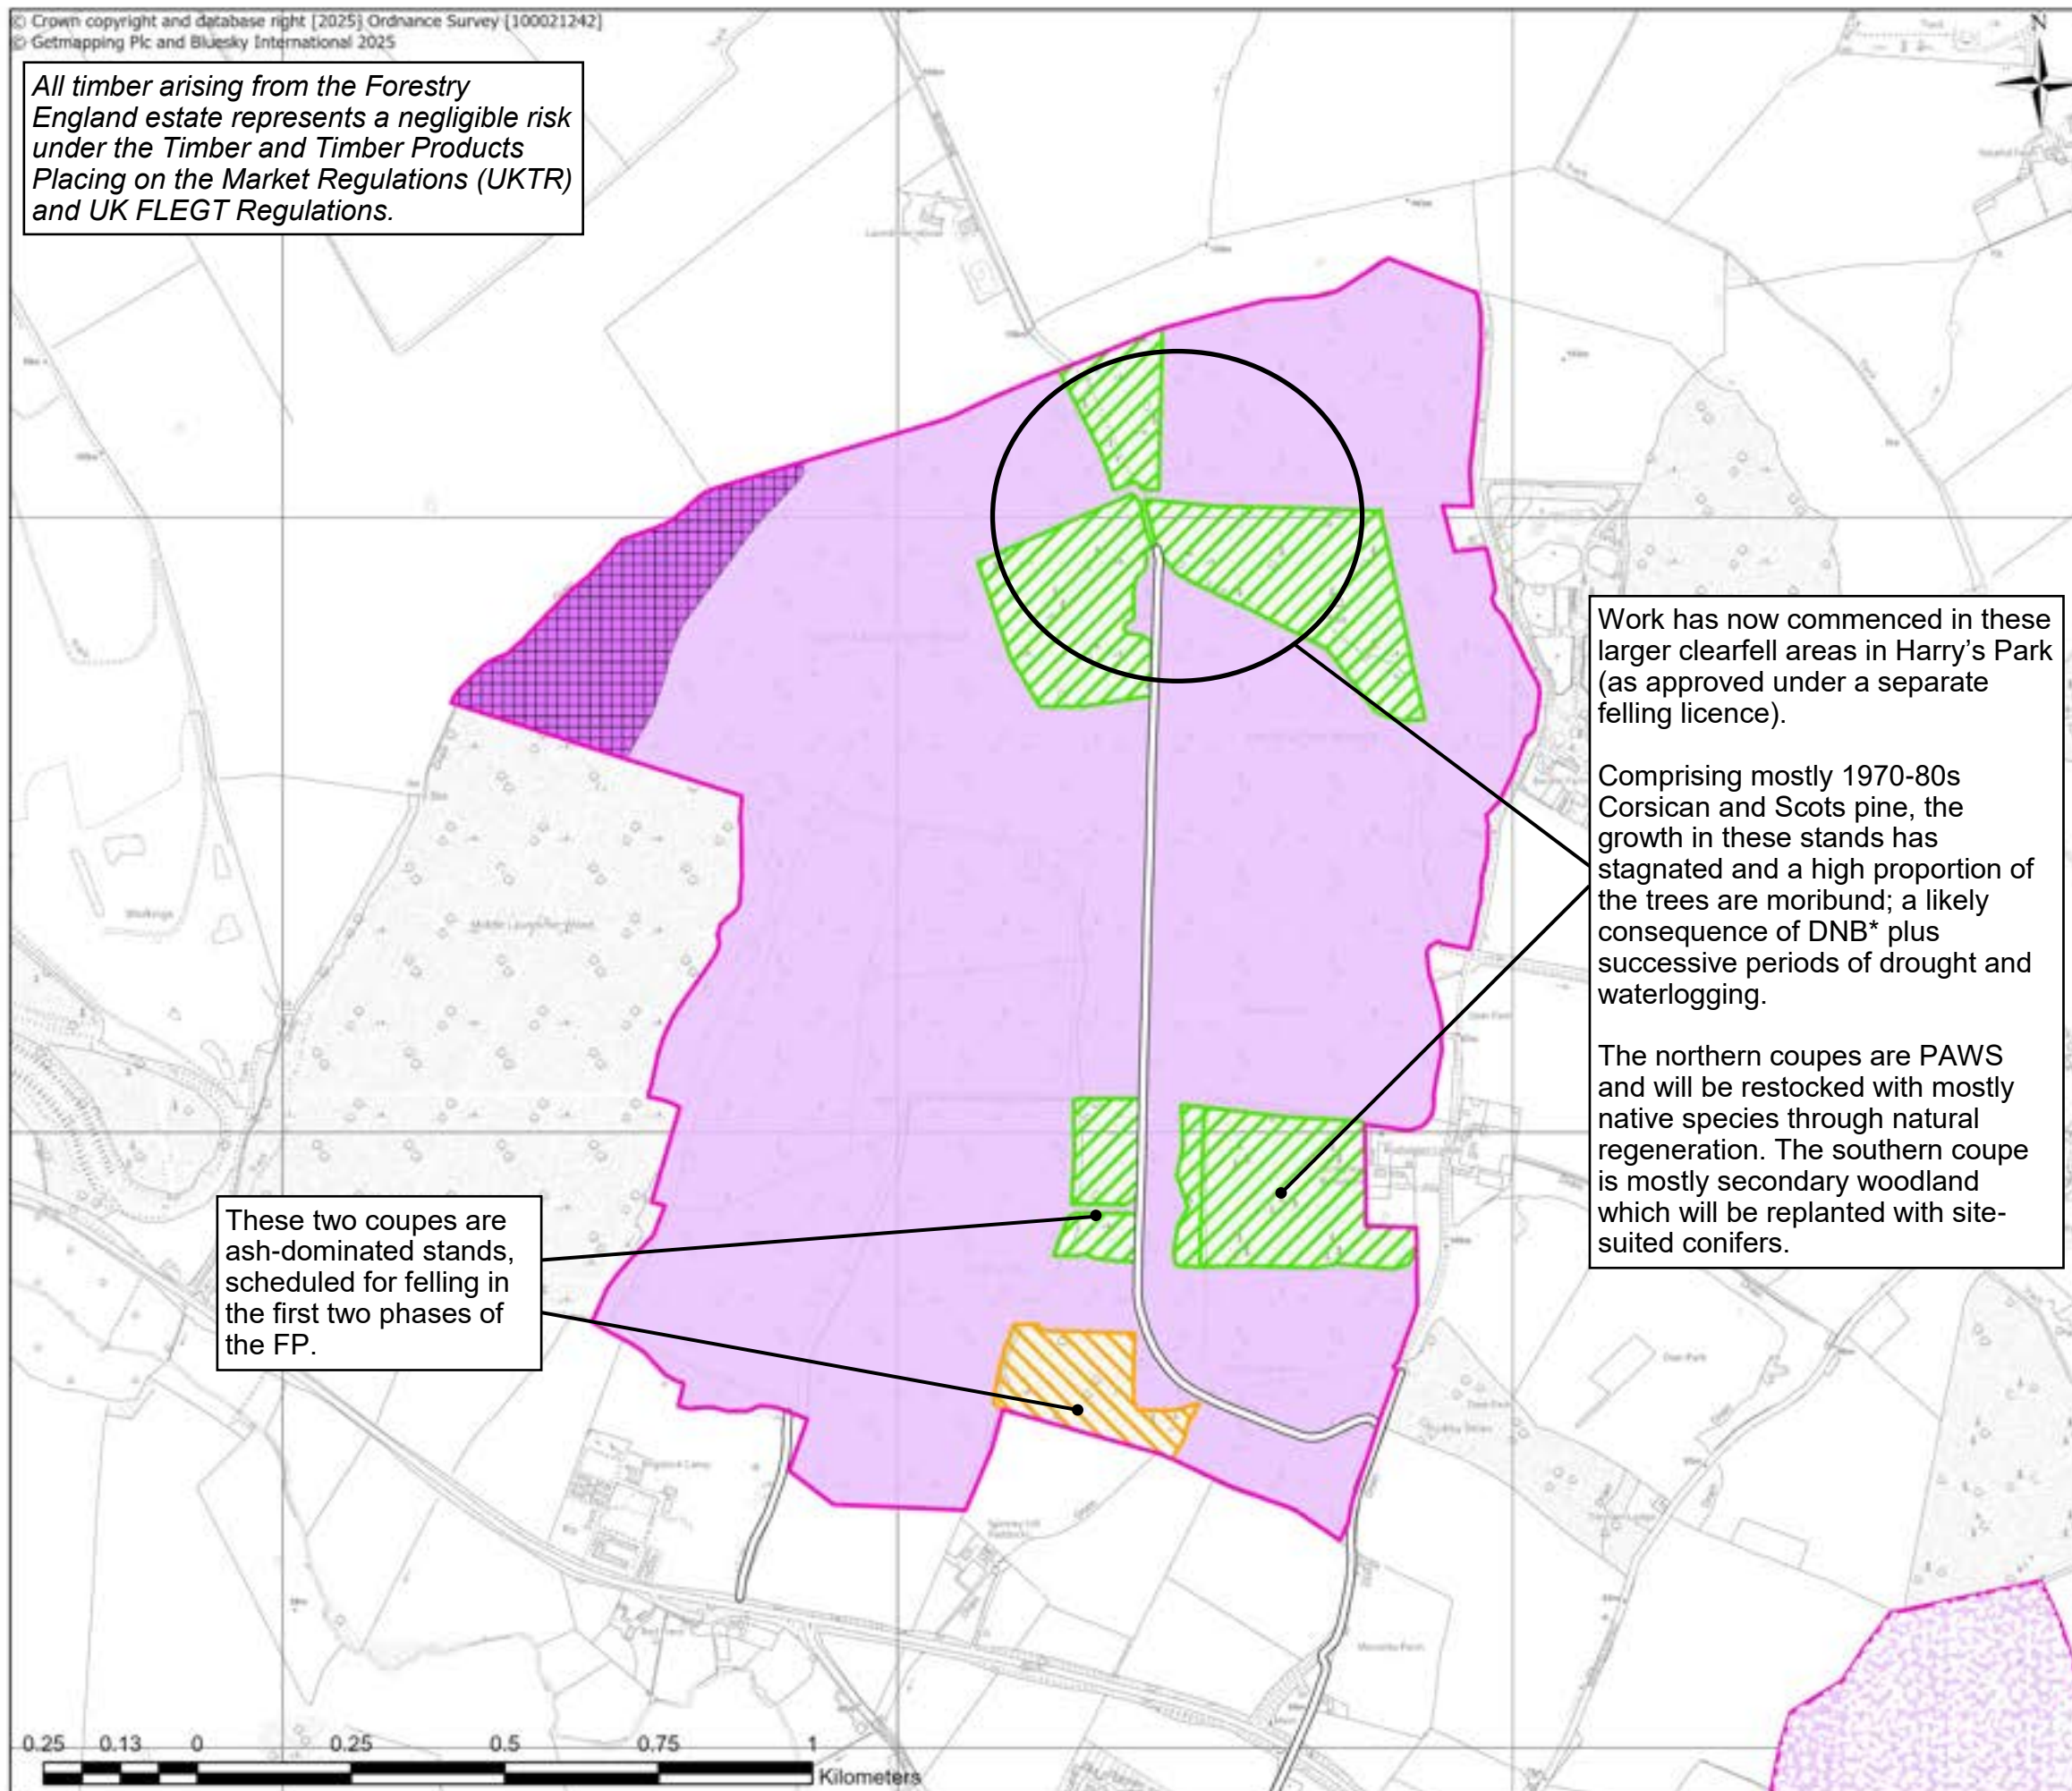 © Crown copyright and database right [2025] Ordnance Survey [100021242]
© Getmapping Plc and Bluesky International 2025
N
All timber arising from the Forestry
England estate represents a negligible risk
under the Timber and Timber Products
Placing on the Market Regulations (UKTR)
and UK FLEGT Regulations.
Work has now commenced in these
larger clearfell areas in Harry’s Park
(as approved under a separate
felling licence).
Comprising mostly 1970-80s
Corsican and Scots pine, the
growth in these stands has
stagnated and a high proportion of
the trees are moribund; a likely
consequence of DNB* plus
successive periods of drought and
waterlogging.
The northern coupes are PAWS
and will be restocked with mostly
native species through natural
regeneration. The southern coupe
is mostly secondary woodland
which will be replanted with site-
suited conifers.
Workings
These two coupes are
ash-dominated stands,
scheduled for felling in
the first two phases of
the FP.
Deer Park
0.25 0.13 0 0.25 0.5 0.75 1
Kilometers